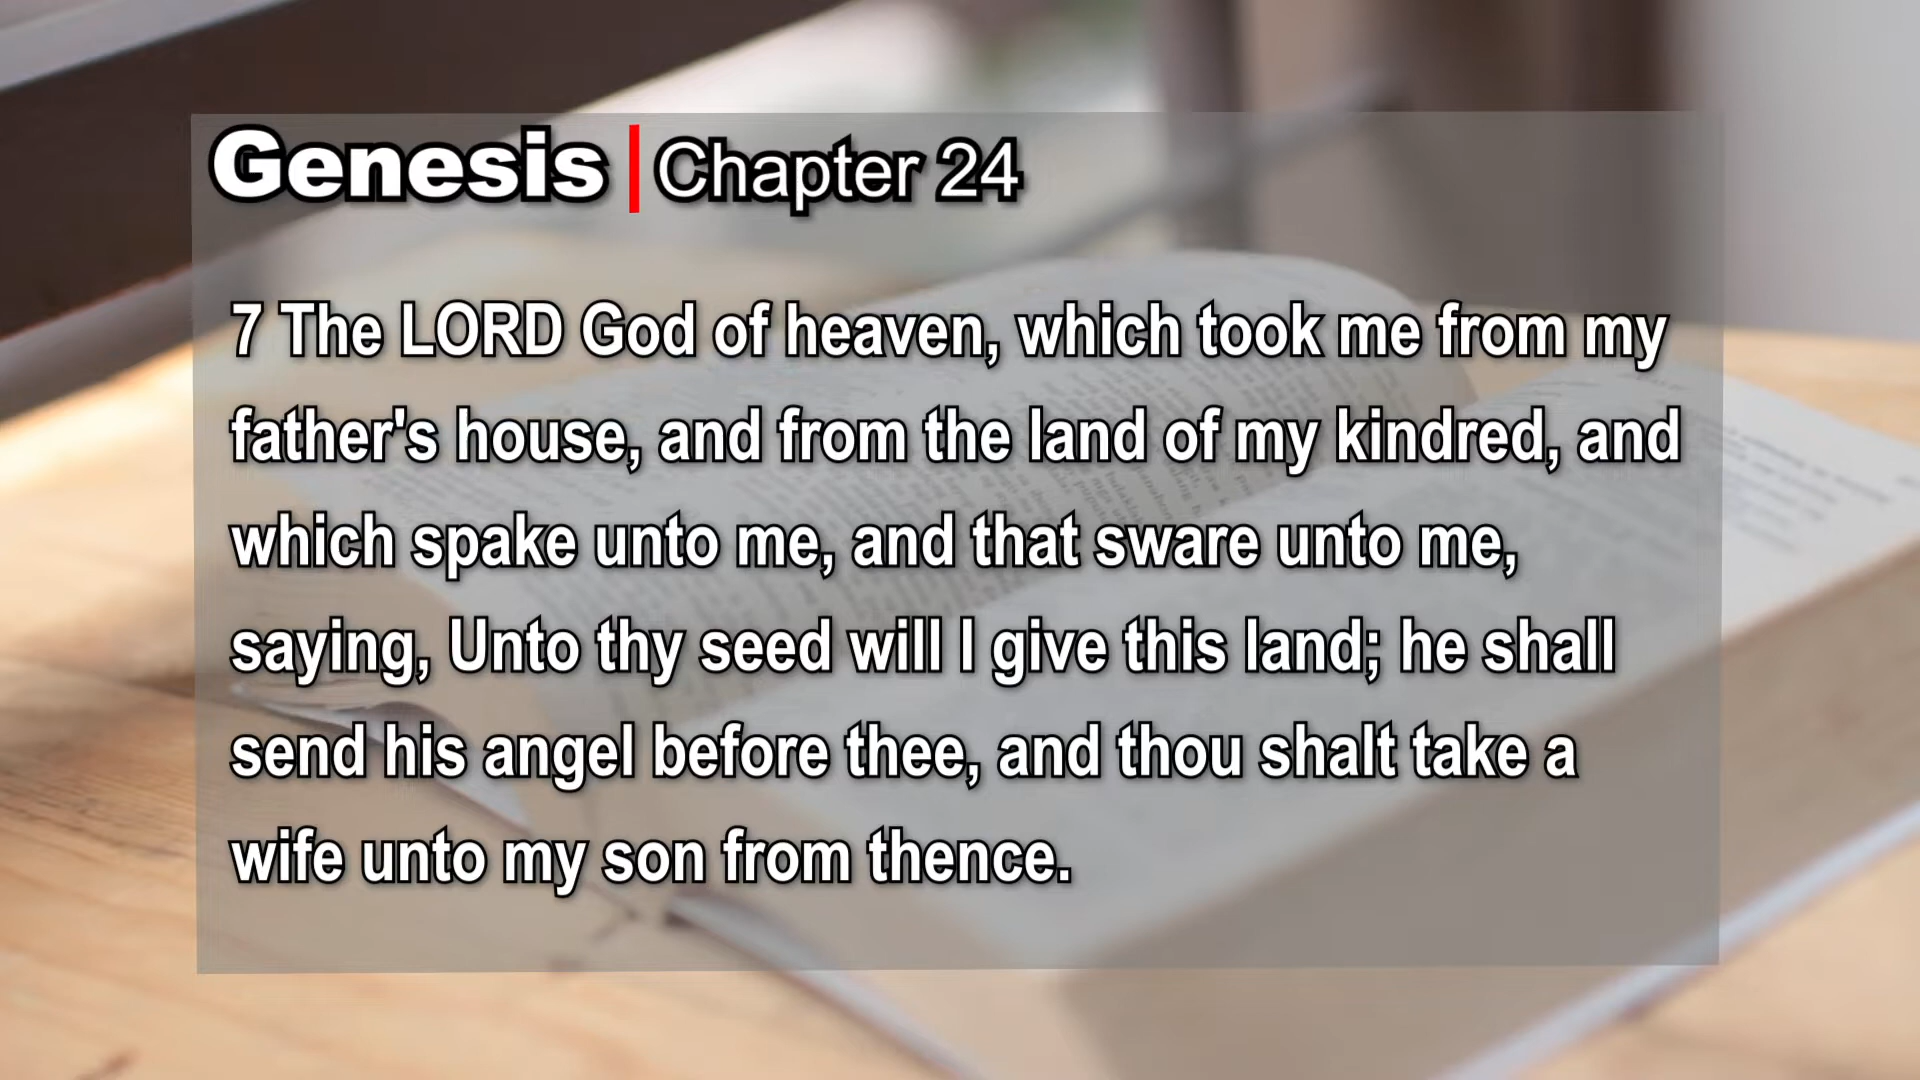 Genesis | Chapter 24
7 The LORD God of heaven, which took me from my
father's house, and from the land of my kindred, and
which spake unto me, and that sware unto me,
saying, Unto thy seed will I give this land; he shall
send his angel before thee, and thou shalt take a
wife unto my son from thence.